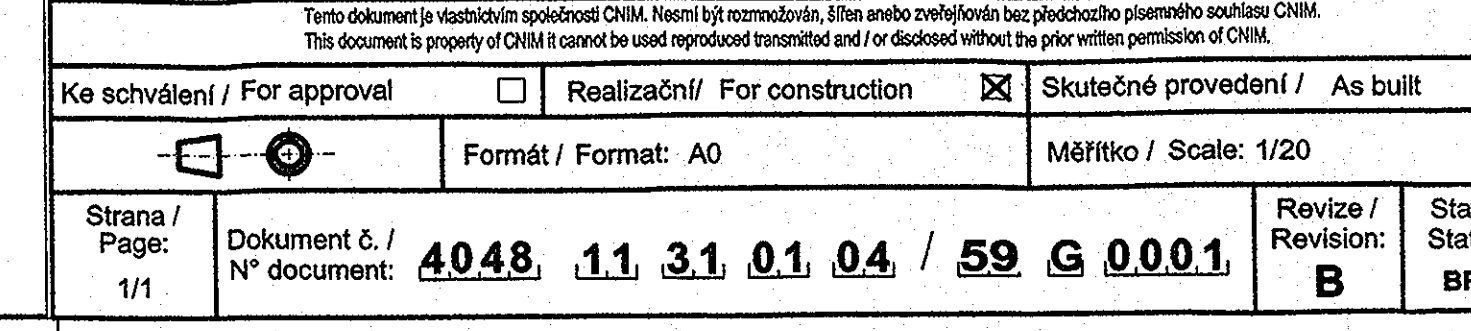 Tento dokument je vlastnictvím společnosti CNIM. Nesmí být rozmnožován, šířen anebo zveřejňován bez předchozího písemného souhlasu CNIM.
This document is property of CNIM it cannot be used reproduced transmitted and / or disclosed without the prior written permission of CNIM.
Ke schválení / For approval
Realizační/ For construction
Skutečné provedení / As built
Formát / Format: A0
Měřítko / Scale: 1/20
Strana /
Page:
1/1
Dokument č. /
N° document:
4048 11 31 01 04 / 59 G 0001
Revize /
Revision:
B